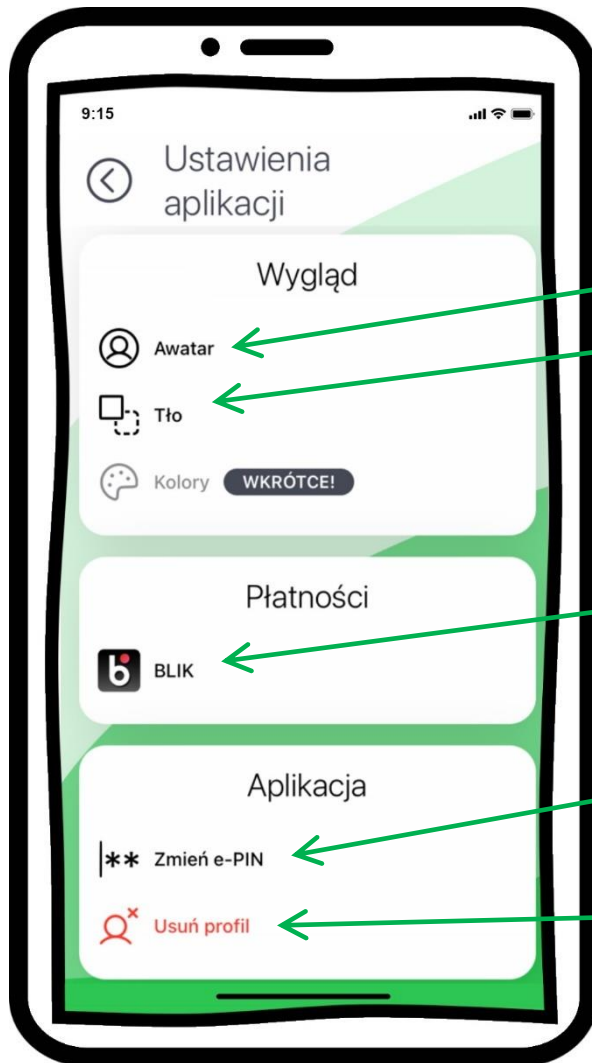 9:15
Ustawienia
aplikacji
Wygląd
Awatar
Tło
Kolory WKRÓTCE!
Płatności
BLIK
Aplikacja
** Zmień e-PIN
Usuń profil